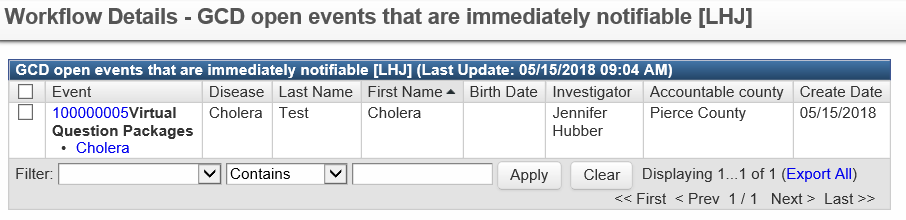 Workflow Details - GCD open events that are immediately notifiable [LHJ]
GCD open events that are immediately notifiable [LHJ] (Last Update: 05/15/2018 09:04 AM)
Event Disease Last Name First Name Birth Date Investigator Accountable county Create Date
100000005Virtual Cholera Test Cholera Jennifer Pierce County 05/15/2018
Question Packages Hubber
• Cholera
Filter: Contains Apply Clear Displaying 1...1 of 1 (Export All)
<< First < Prev 1 / 1 Next > Last >>